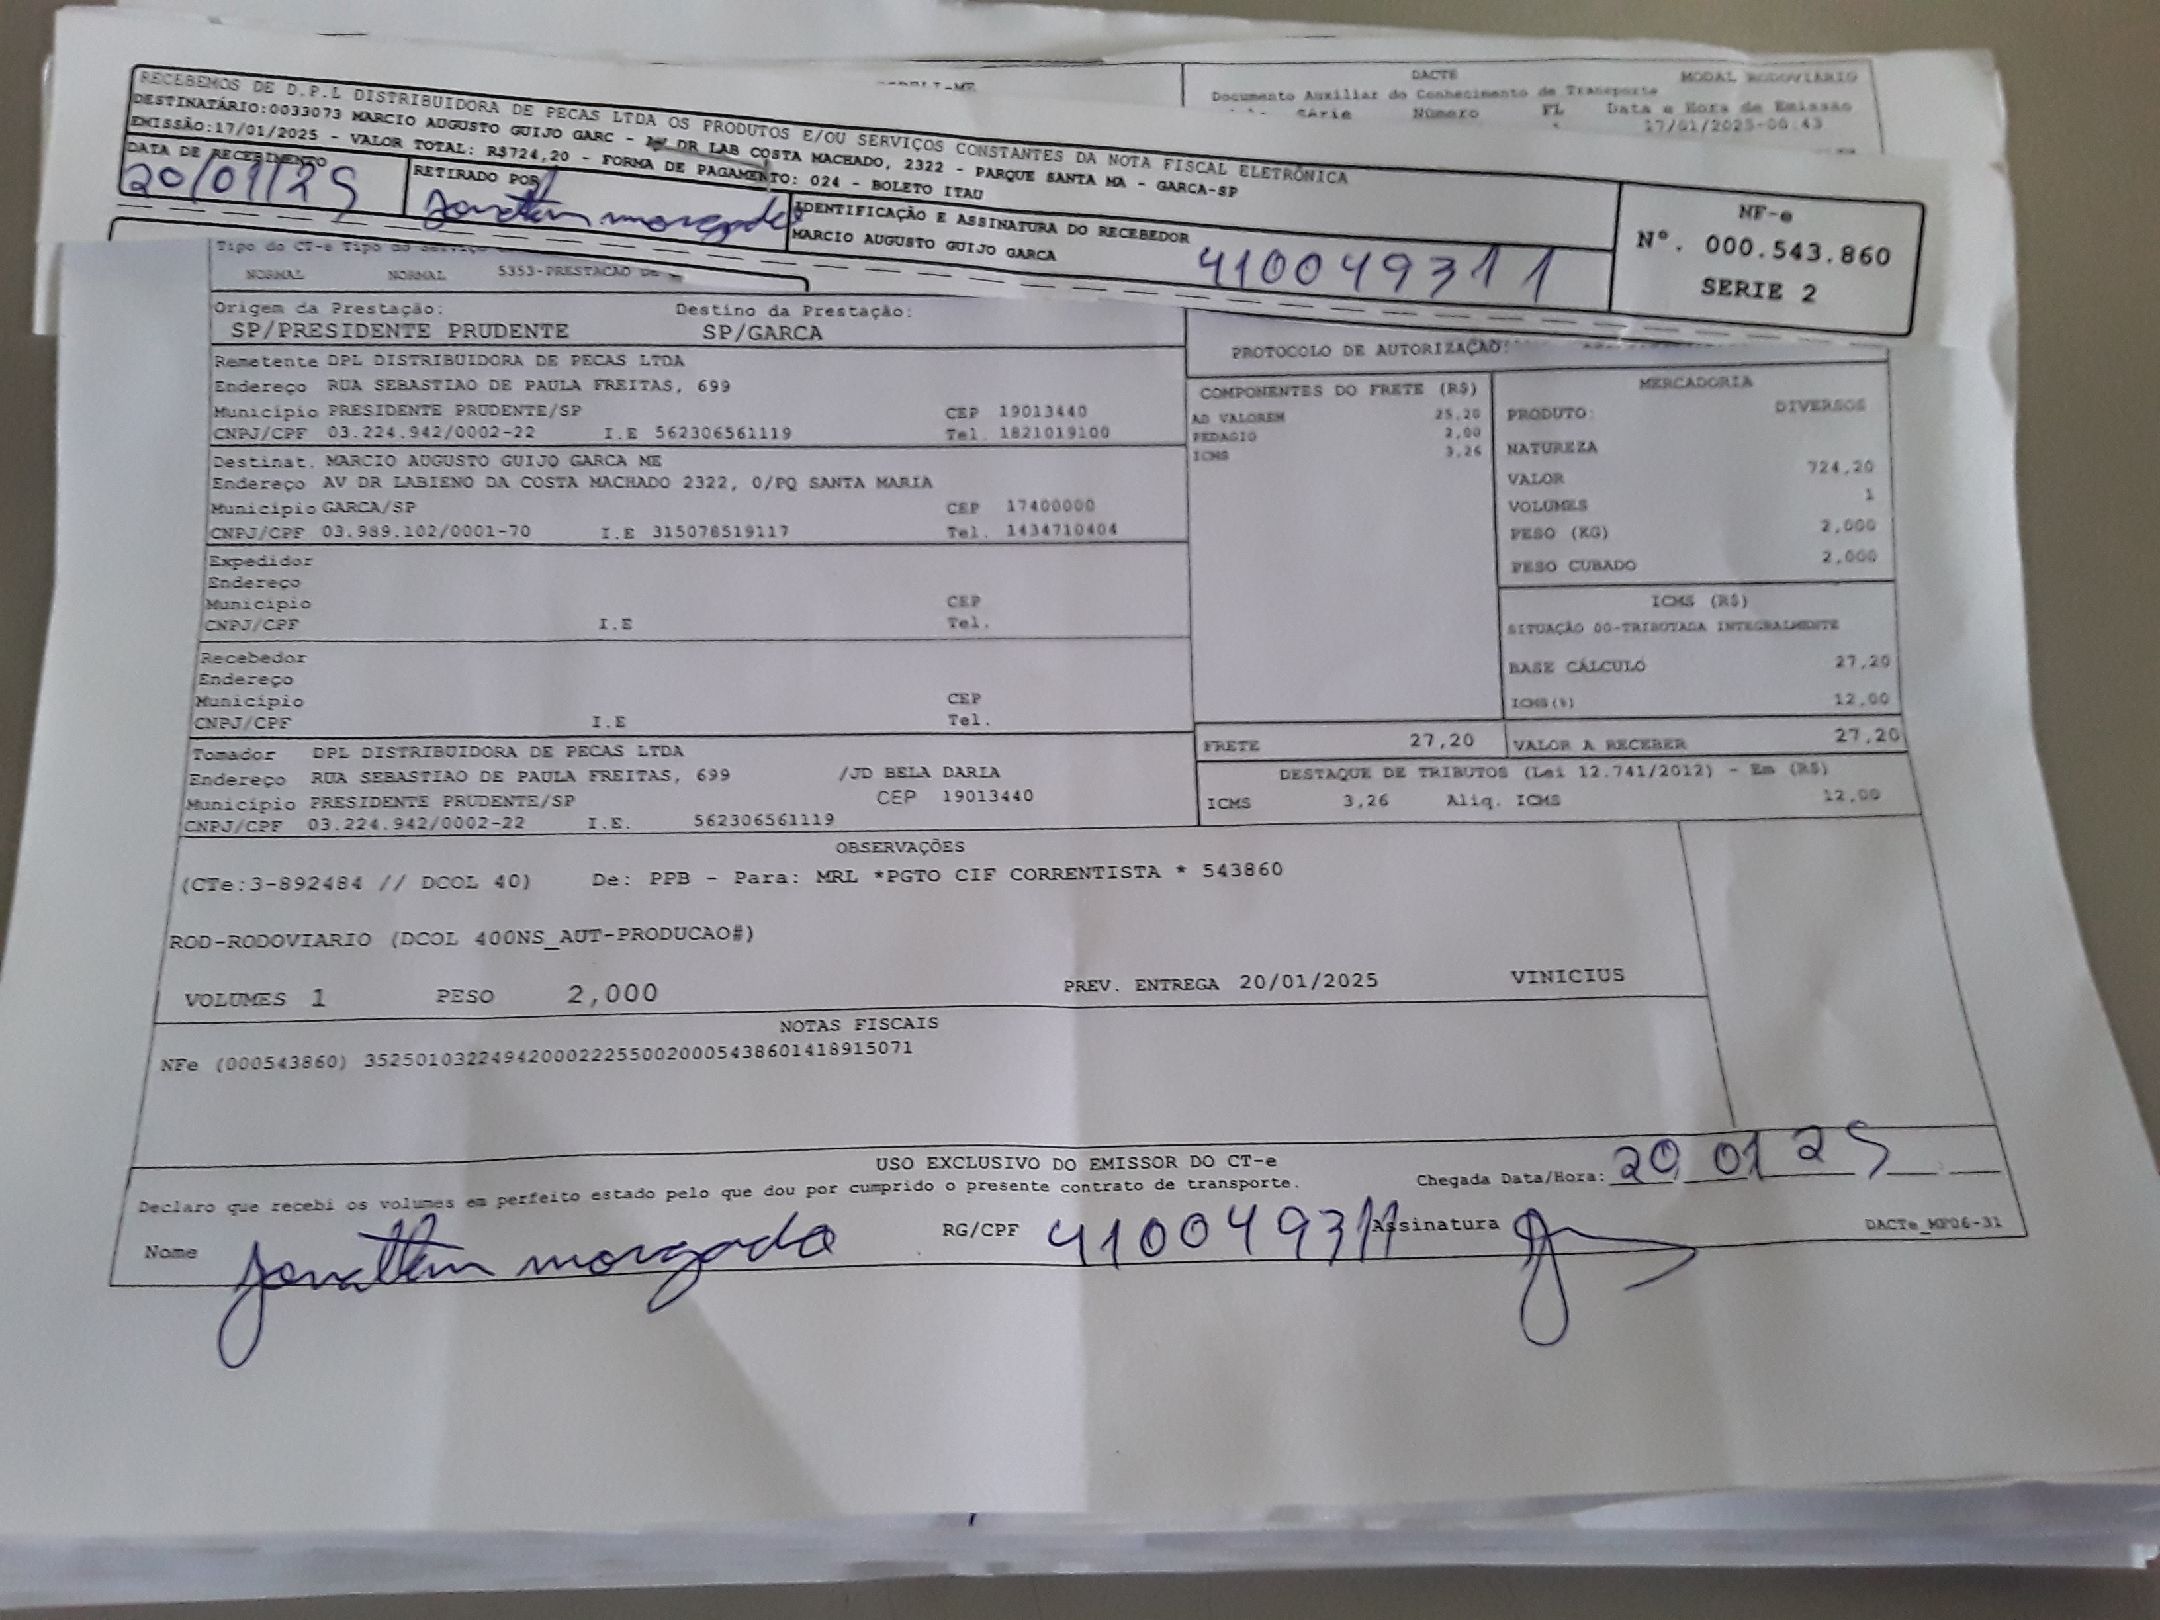 DACTE MODAL RODOVIARIO
Documento Auxiliar do Conhecimento de Transporte
Série Número FL Data e Hora de Emissão
17/01/2025-06:43
RECEBEMOS DE D.P.L DISTRIBUIDORA DE PECAS LTDA OS PRODUTOS E/OU SERVIÇOS CONSTANTES DA NOTA FISCAL ELETRÔNICA
DESTINATÁRIO:0033073 MARCIO AUGUSTO GUIJO GARC - AV DR LAB COSTA MACHADO, 2322 - PARQUE SANTA MA - GARCA-SP
EMISSÃO:17/01/2025 - VALOR TOTAL: R$724,20 - FORMA DE PAGAMENTO: 024 - BOLETO ITAU
DATA DE RECEBIMENTO
20/01/25
RETIRADO POR
Jonathan morgado
IDENTIFICAÇÃO E ASSINATURA DO RECEBEDOR
MARCIO AUGUSTO GUIJO GARCA
410049311
NF-e
Nº. 000.543.860
SERIE 2
Tipo do CT-e Tipo do Serviço
NORMAL NORMAL 5353-PRESTACAO DE
Origem da Prestação: Destino da Prestação:
SP/PRESIDENTE PRUDENTE SP/GARCA
Remetente DPL DISTRIBUIDORA DE PECAS LTDA
Endereço RUA SEBASTIAO DE PAULA FREITAS, 699
Município PRESIDENTE PRUDENTE/SP CEP 19013440
CNPJ/CPF 03.224.942/0002-22 I.E 562306561119 Tel. 1821019100
Destinat. MARCIO AUGUSTO GUIJO GARCA ME
Endereço AV DR LABIENO DA COSTA MACHADO 2322, 0/PQ SANTA MARIA
Município GARCA/SP CEP 17400000
CNPJ/CPF 03.989.102/0001-70 I.E 315078519117 Tel. 1434710404
Expedidor
Endereço
Município CEP
CNPJ/CPF I.E Tel.
Recebedor
Endereço
Município CEP
CNPJ/CPF I.E Tel.
Tomador DPL DISTRIBUIDORA DE PECAS LTDA
Endereço RUA SEBASTIAO DE PAULA FREITAS, 699 /JD BELA DARIA
Município PRESIDENTE PRUDENTE/SP CEP 19013440
CNPJ/CPF 03.224.942/0002-22 I.E. 562306561119
PROTOCOLO DE AUTORIZAÇÃO:
COMPONENTES DO FRETE (R$)
AD VALOREM 25,20
PEDAGIO 2,00
ICMS 3,26
MERCADORIA
PRODUTO: DIVERSOS
NATUREZA
VALOR 724,20
VOLUMES 1
PESO (KG) 2,000
PESO CUBADO 2,000
ICMS (R$)
SITUAÇÃO 00-TRIBUTADA INTEGRALMENTE
BASE CÁLCULO 27,20
ICMS(%) 12,00
FRETE 27,20 VALOR A RECEBER 27,20
DESTAQUE DE TRIBUTOS (Lei 12.741/2012) - Em (R$)
ICMS 3,26 Aliq. ICMS 12,00
OBSERVAÇÕES
(CTe:3-892484 // DCOL 40) De: PPB - Para: MRL *PGTO CIF CORRENTISTA * 543860
ROD-RODOVIARIO (DCOL 400NS_AUT-PRODUCAO#)
VOLUMES 1 PESO 2,000 PREV. ENTREGA 20/01/2025 VINICIUS
NOTAS FISCAIS
NFe (000543860) 35250103224942000222550020005438601418915071
USO EXCLUSIVO DO EMISSOR DO CT-e
Declaro que recebi os volumes em perfeito estado pelo que dou por cumprido o presente contrato de transporte.
Chegada Data/Hora: 20 01 25
Nome Jonathan morgado RG/CPF 410049311 Assinatura
DACTe_MP06-31